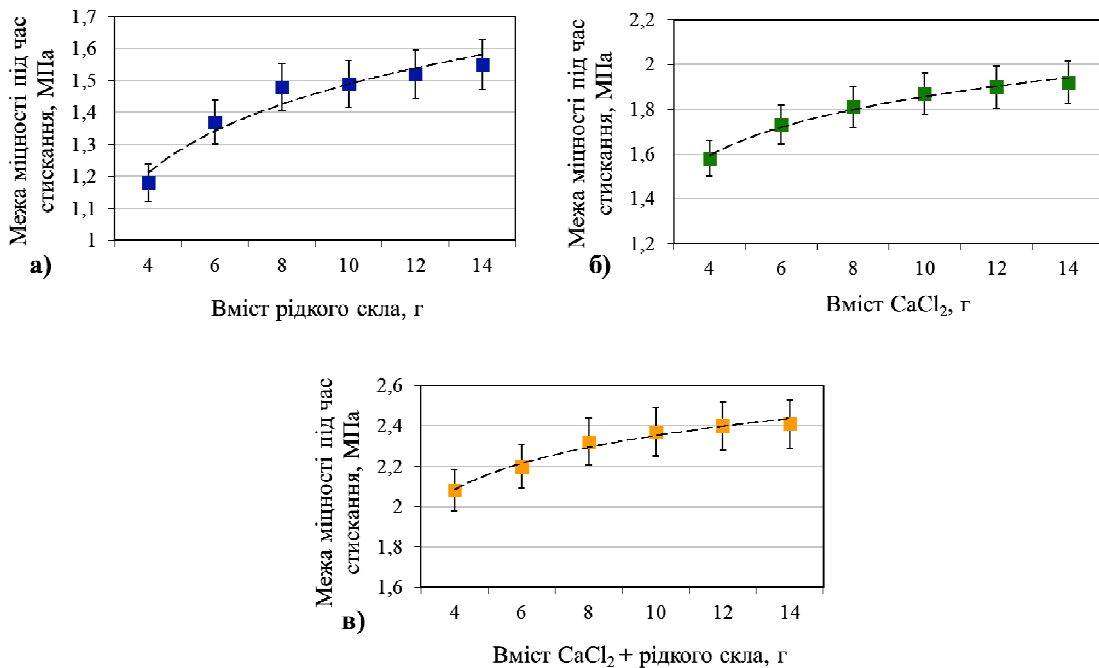 Межа міцності під час
стискання, МПа
1,7
1,6
1,5
1,4
1,3
1,2
1,1
1
4 6 8 10 12 14
а)
Вміст рідкого скла, г
Межа міцності під час
стискання, МПа
2,2
2
1,8
1,6
1,4
1,2
4 6 8 10 12 14
б)
Вміст CaCl₂, г
Межа міцності під час
стискання, МПа
2,6
2,4
2,2
2
1,8
1,6
4 6 8 10 12 14
в)
Вміст CaCl₂ + рідкого скла, г